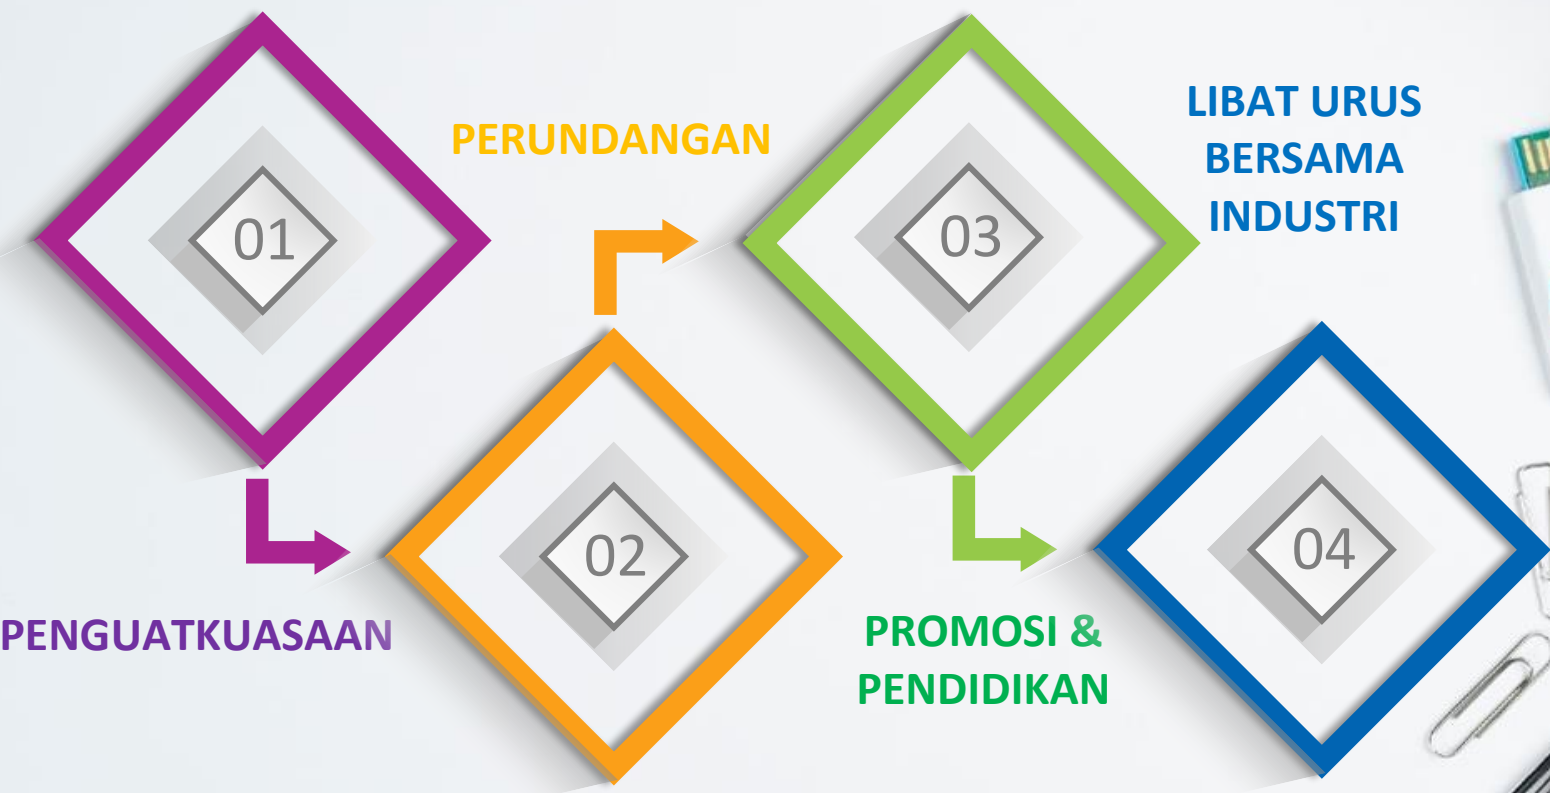 01
PENGUATKUASAAN
PERUNDANGAN
02
03
PROMOSI &
PENDIDIKAN
LIBAT URUS
BERSAMA
INDUSTRI
04